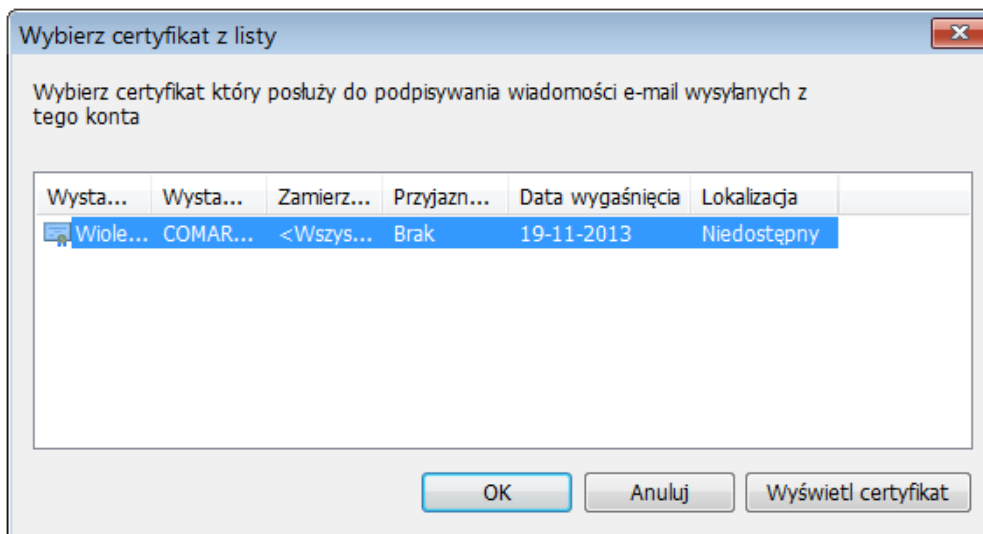 Wybierz certyfikat z listy
Wybierz certyfikat który posłuży do podpisywania wiadomości e-mail wysyłanych z
tego konta
Wysta... Wysta... Zamierz... Przyjazn... Data wygaśnięcia Lokalizacja
Wiole... COMAR... <Wszys... Brak 19-11-2013 Niedostępny
OK Anuluj Wyświetl certyfikat